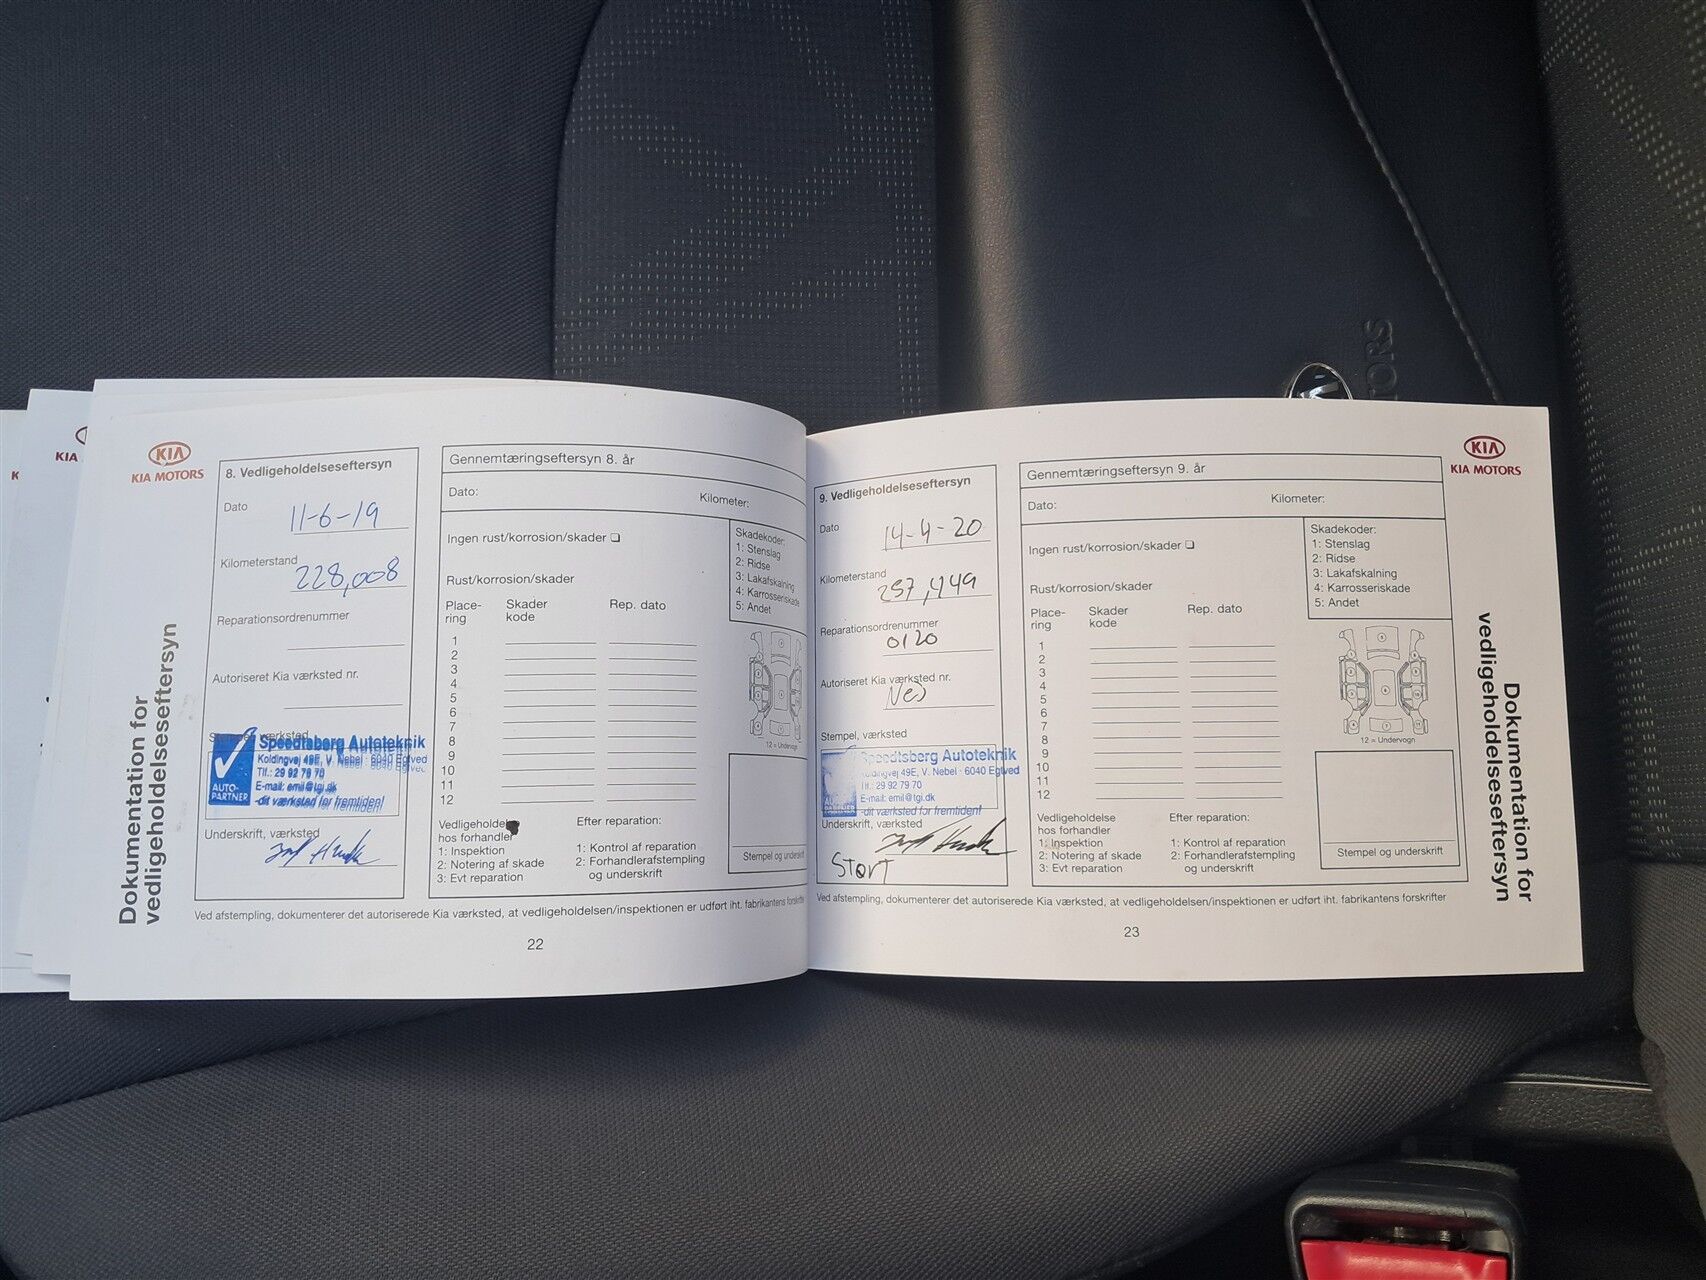 KIA
KIA MOTORS
Dokumentation for
vedligeholdelseseftersyn
8. Vedligeholdelseseftersyn
Dato
11-6-19
Kilometerstand
228,008
Reparationsordrenummer
Autoriseret Kia værksted nr.
Stempel, værksted
Speedtsberg Autoteknik
Koldingvej 49E, V. Nebel · 6040 Egtved
Tlf.: 29 92 79 70
E-mail: emil@tgi.dk
-dit værksted for fremtiden!
AUTO-
PARTNER
Underskrift, værksted
Gennemtæringseftersyn 8. år
Dato:
Kilometer:
Ingen rust/korrosion/skader
Rust/korrosion/skader
Place-
ring
Skader
kode
Rep. dato
1
2
3
4
5
6
7
8
9
10
11
12
Skadekoder:
1: Stenslag
2: Ridse
3: Lakafskalning
4: Karrosseriskade
5: Andet
12 = Undervogn
Vedligeholdelse
hos forhandler
1: Inspektion
2: Notering af skade
3: Evt reparation
Efter reparation:
1: Kontrol af reparation
2: Forhandlerafstempling
og underskrift
Stempel og underskrift
Ved afstempling, dokumenterer det autoriserede Kia værksted, at vedligeholdelsen/inspektionen er udført iht. fabrikantens forskrifter
22
9. Vedligeholdelseseftersyn
Dato
14-4-20
Kilometerstand
257,449
Reparationsordrenummer
0120
Autoriseret Kia værksted nr.
Nej
Stempel, værksted
Speedtsberg Autoteknik
Koldingvej 49E, V. Nebel · 6040 Egtved
Tlf.: 29 92 79 70
E-mail: emil@tgi.dk
-dit værksted for fremtiden!
AUTO-
PARTNER
Underskrift, værksted
STORT
Gennemtæringseftersyn 9. år
Dato:
Kilometer:
Ingen rust/korrosion/skader
Rust/korrosion/skader
Place-
ring
Skader
kode
Rep. dato
1
2
3
4
5
6
7
8
9
10
11
12
Skadekoder:
1: Stenslag
2: Ridse
3: Lakafskalning
4: Karrosseriskade
5: Andet
12 = Undervogn
Vedligeholdelse
hos forhandler
1: Inspektion
2: Notering af skade
3: Evt reparation
Efter reparation:
1: Kontrol af reparation
2: Forhandlerafstempling
og underskrift
Stempel og underskrift
Ved afstempling, dokumenterer det autoriserede Kia værksted, at vedligeholdelsen/inspektionen er udført iht. fabrikantens forskrifter
23
KIA
KIA MOTORS
Dokumentation for
vedligeholdelseseftersyn